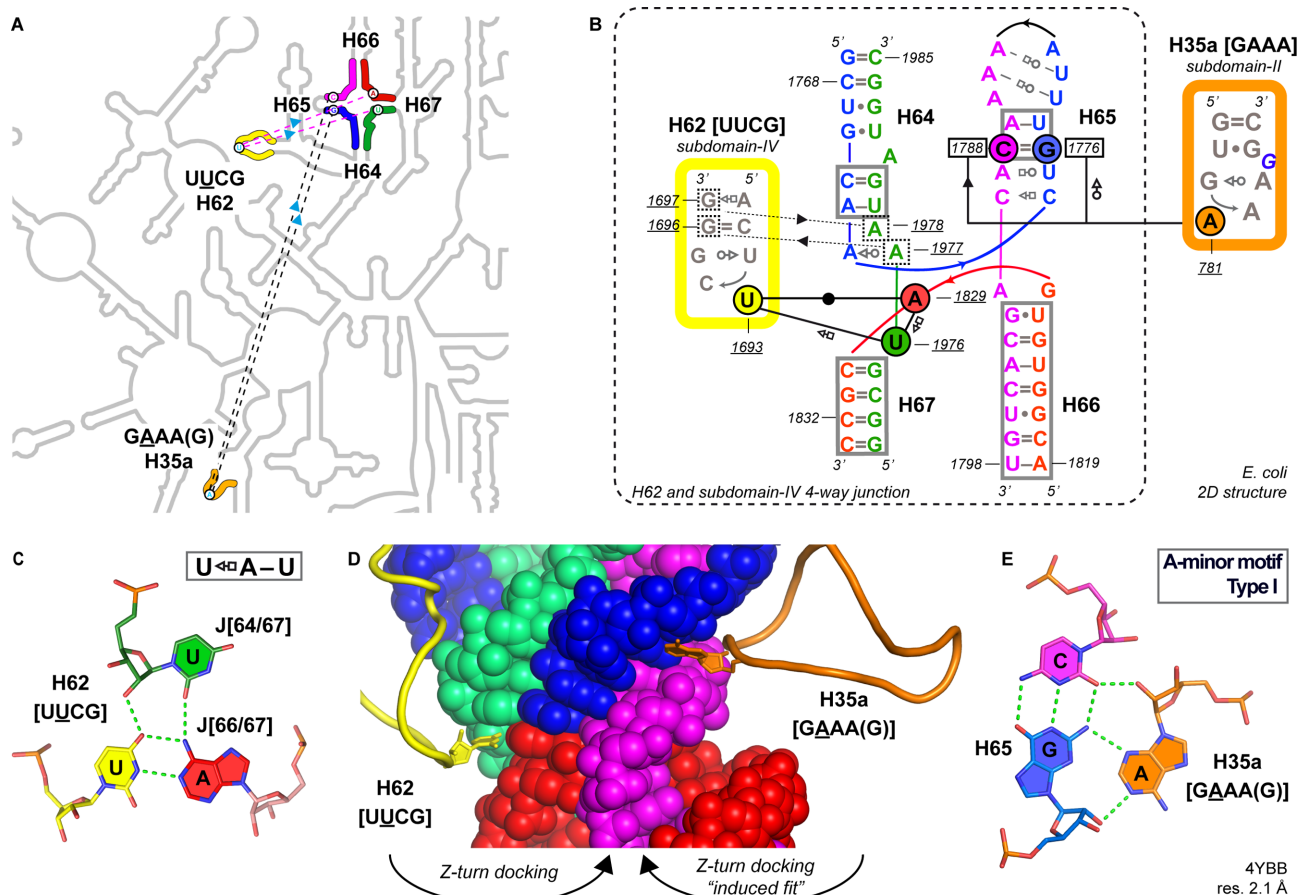 A
H66
H65
H67
H64
C
A
G
U
UUCG
H62
GAAA(G)
H35a
B
H62 [UUCG]
subdomain-IV
3’ 5’
1697
G A
1696
G=C
G U
C
U
1693
5’ 3’
G=C
1985
1768
C=G
U G
G•U
H64
A
C=G
A–U
A
1978
A A
1977
A
1829
U
1976
C=G
G=C
1832
C=G
C=G
3’ 5’
H67
A A
A U
A U
A–U
H65
1788
C=G
1776
A U
C C
A G
G•U
C=G
A–U
C=G
U•G
G=C
1798
U–A
1819
3’ 5’
H66
H62 and subdomain-IV 4-way junction
H35a [GAAA]
subdomain-II
5’ 3’
G=C
U•G
G
G A
A
A
781
E. coli
2D structure
C
U A–U
U
J[64/67]
H62
[UUCG]
J[66/67]
U
A
D
H62
[UUCG]
H35a
[GAAA(G)]
Z-turn docking
Z-turn docking
“induced fit”
E
A-minor motif
Type I
C
H65
G
A
H35a
[GAAA(G)]
4YBB
res. 2.1 Å